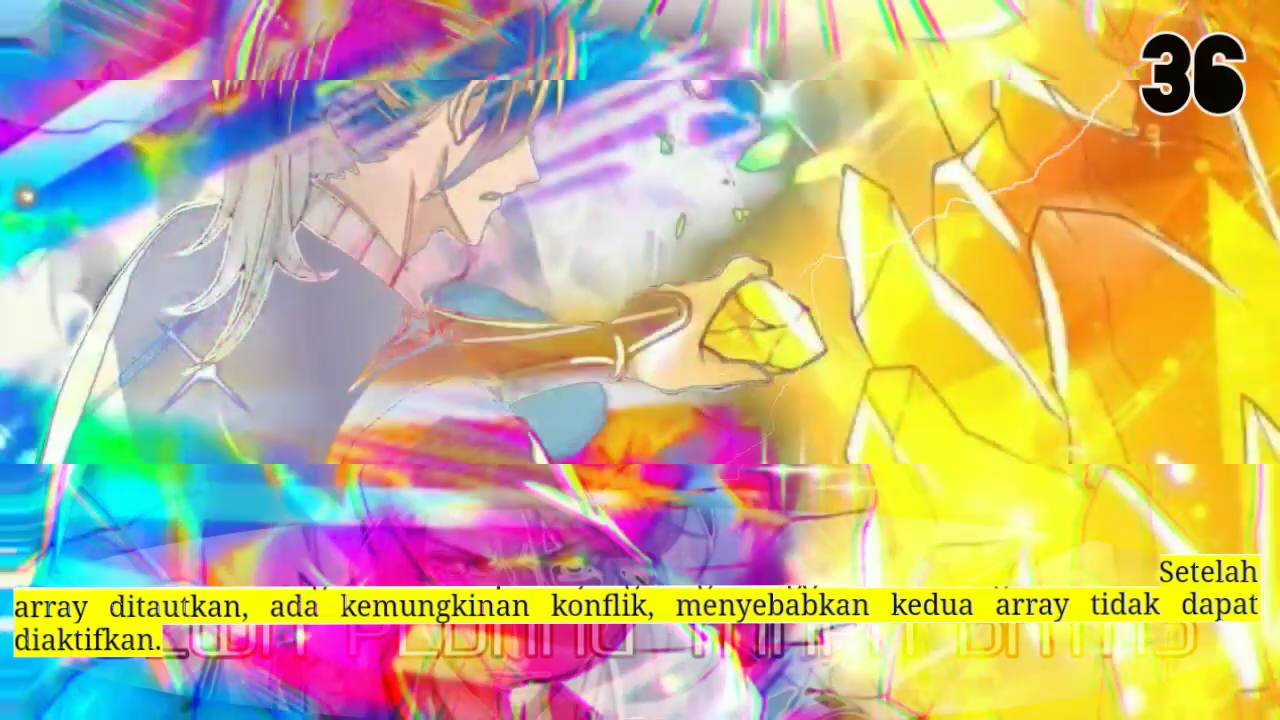 36
Setelah
array ditautkan, ada kemungkinan konflik, menyebabkan kedua array tidak dapat
diaktifkan.